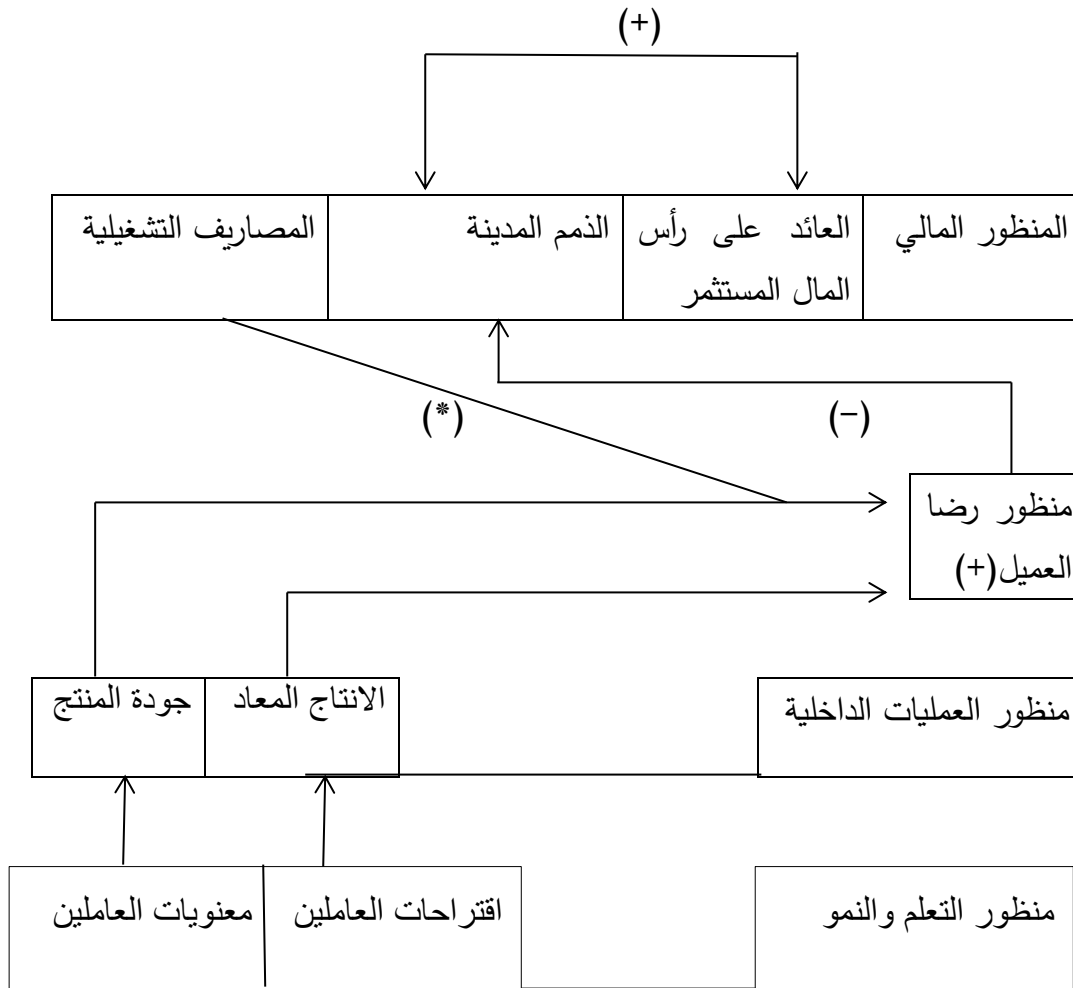 (+)
المنظور المالي
العائد على رأس
المال المستثمر
الذمم المدينة
المصاريف التشغيلية
(*)
(-)
منظور رضا
العميل(+)
منظور العمليات الداخلية
الانتاج المعاد
جودة المنتج
منظور التعلم والنمو
اقتراحات العاملين
معنويات العاملين